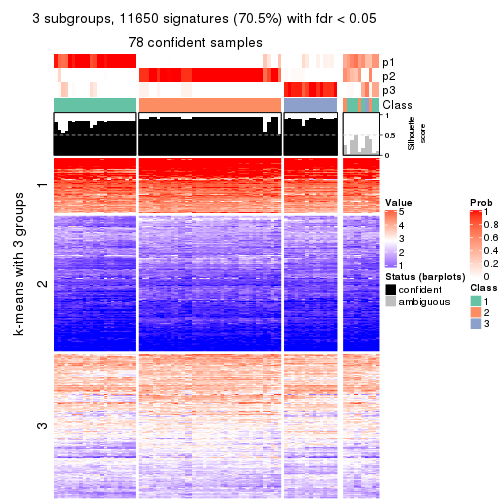 3 subgroups, 11650 signatures (70.5%) with fdr < 0.05
78 confident samples
p1
p2
p3
Class
1
0.5
0
Silhouette
score
k-means with 3 groups
1
2
3
Value
5
4
3
2
1
Status (barplots)
confident
ambiguous
Prob
1
0.8
0.6
0.4
0.2
0
Class
1
2
3